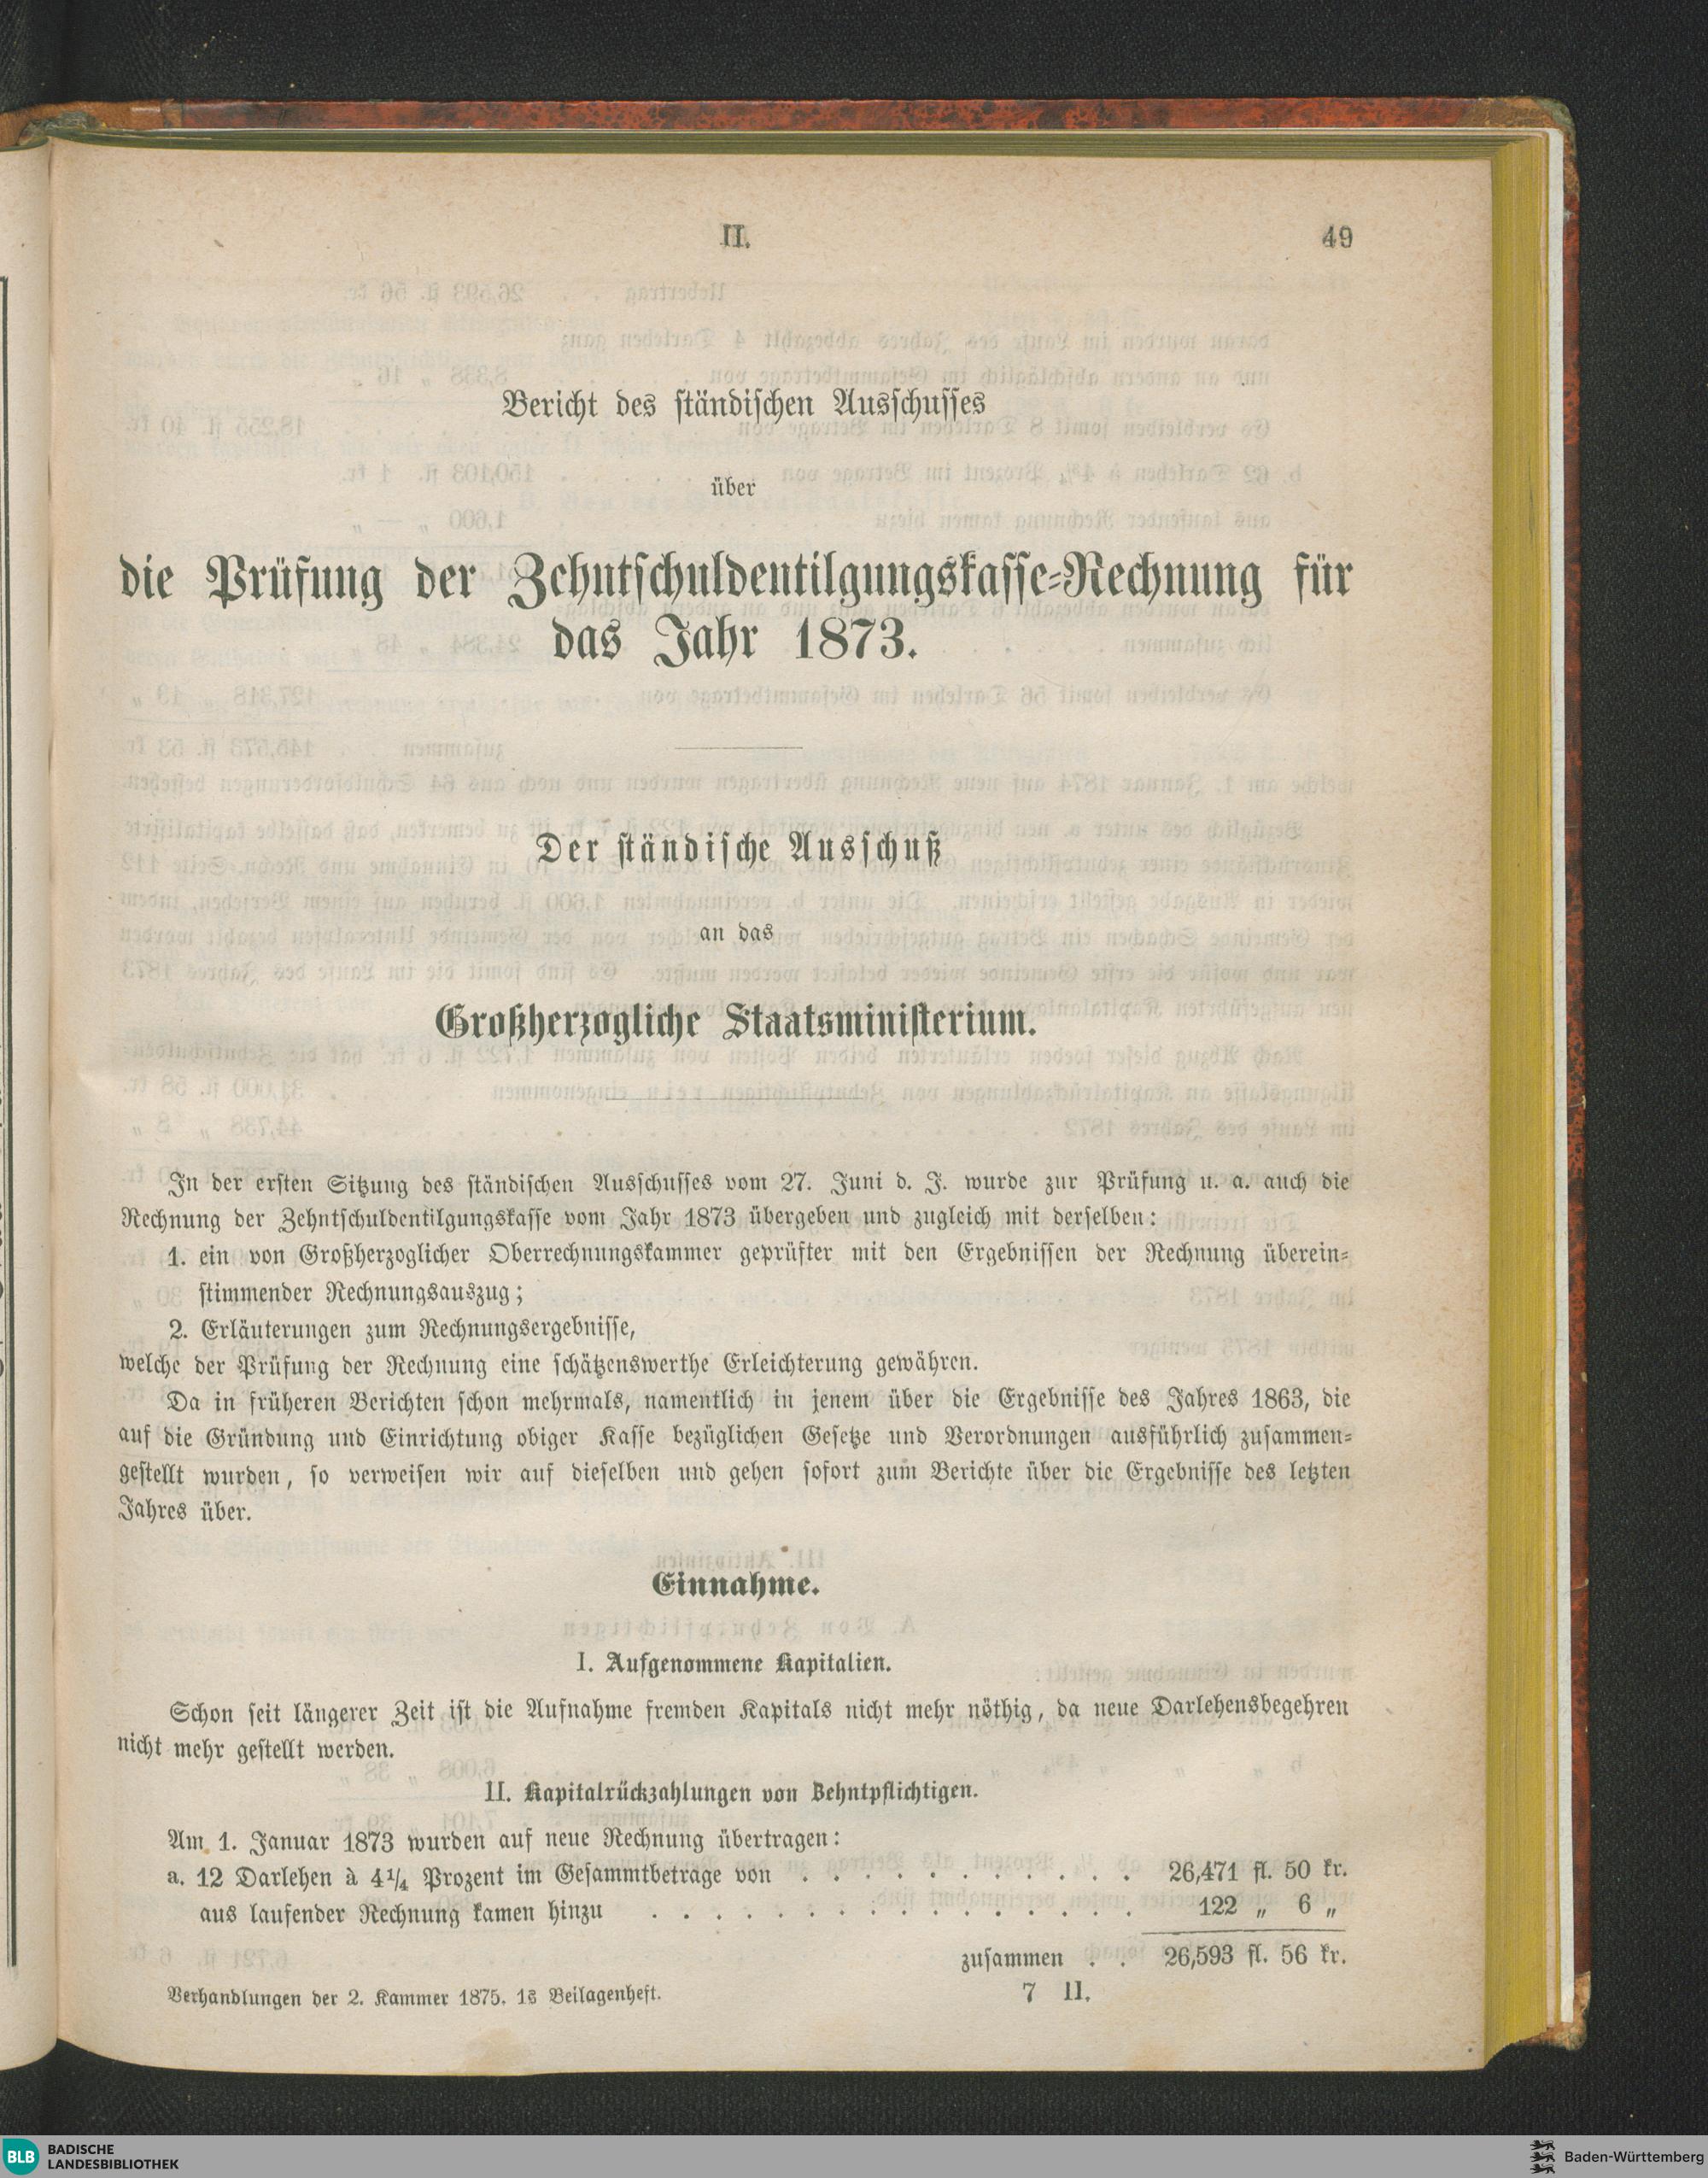 II.
49
Bericht des ständischen Ausschusses
über
die Prüfung der Zehntschuldentilgungskasse-Rechnung für
das Jahr 1873.
Der ständische Ausschuß
an das
Großherzogliche Staatsministerium.
In der ersten Sitzung des ständischen Ausschusses vom 27. Juni d. J. wurde zur Prüfung u. a. auch die
Rechnung der Zehntschuldentilgungskasse vom Jahr 1873 übergeben und zugleich mit derselben:
1. ein von Großherzoglicher Oberrechnungskammer geprüfter mit den Ergebnissen der Rechnung überein-
stimmender Rechnungsauszug;
2. Erläuterungen zum Rechnungsergebnisse,
welche der Prüfung der Rechnung eine schätzenswerthe Erleichterung gewähren.
Da in früheren Berichten schon mehrmals, namentlich in jenem über die Ergebnisse des Jahres 1863, die
auf die Gründung und Einrichtung obiger Kasse bezüglichen Gesetze und Verordnungen ausführlich zusammen-
gestellt wurden, so verweisen wir auf dieselben und gehen sofort zum Berichte über die Ergebnisse des letzten
Jahres über.
Einnahme.
I. Aufgenommene Kapitalien.
Schon seit längerer Zeit ist die Aufnahme fremden Kapitals nicht mehr nöthig, da neue Darlehensbegehren
nicht mehr gestellt werden.
II. Kapitalrückzahlungen von Zehntpflichtigen.
Am 1. Januar 1873 wurden auf neue Rechnung übertragen:
a. 12 Darlehen à 4¼ Prozent im Gesammtbetrage von . . . . . . . . . . . 26,471 fl. 50 kr.
aus laufender Rechnung kamen hinzu . . . . . . . . . . . . . . . . 122 „ 6 „
zusammen . . 26,593 fl. 56 kr.
Verhandlungen der 2. Kammer 1875. 1s Beilagenheft. 7 II.
BLB BADISCHE
LANDESBIBLIOTHEK
Baden-Württemberg